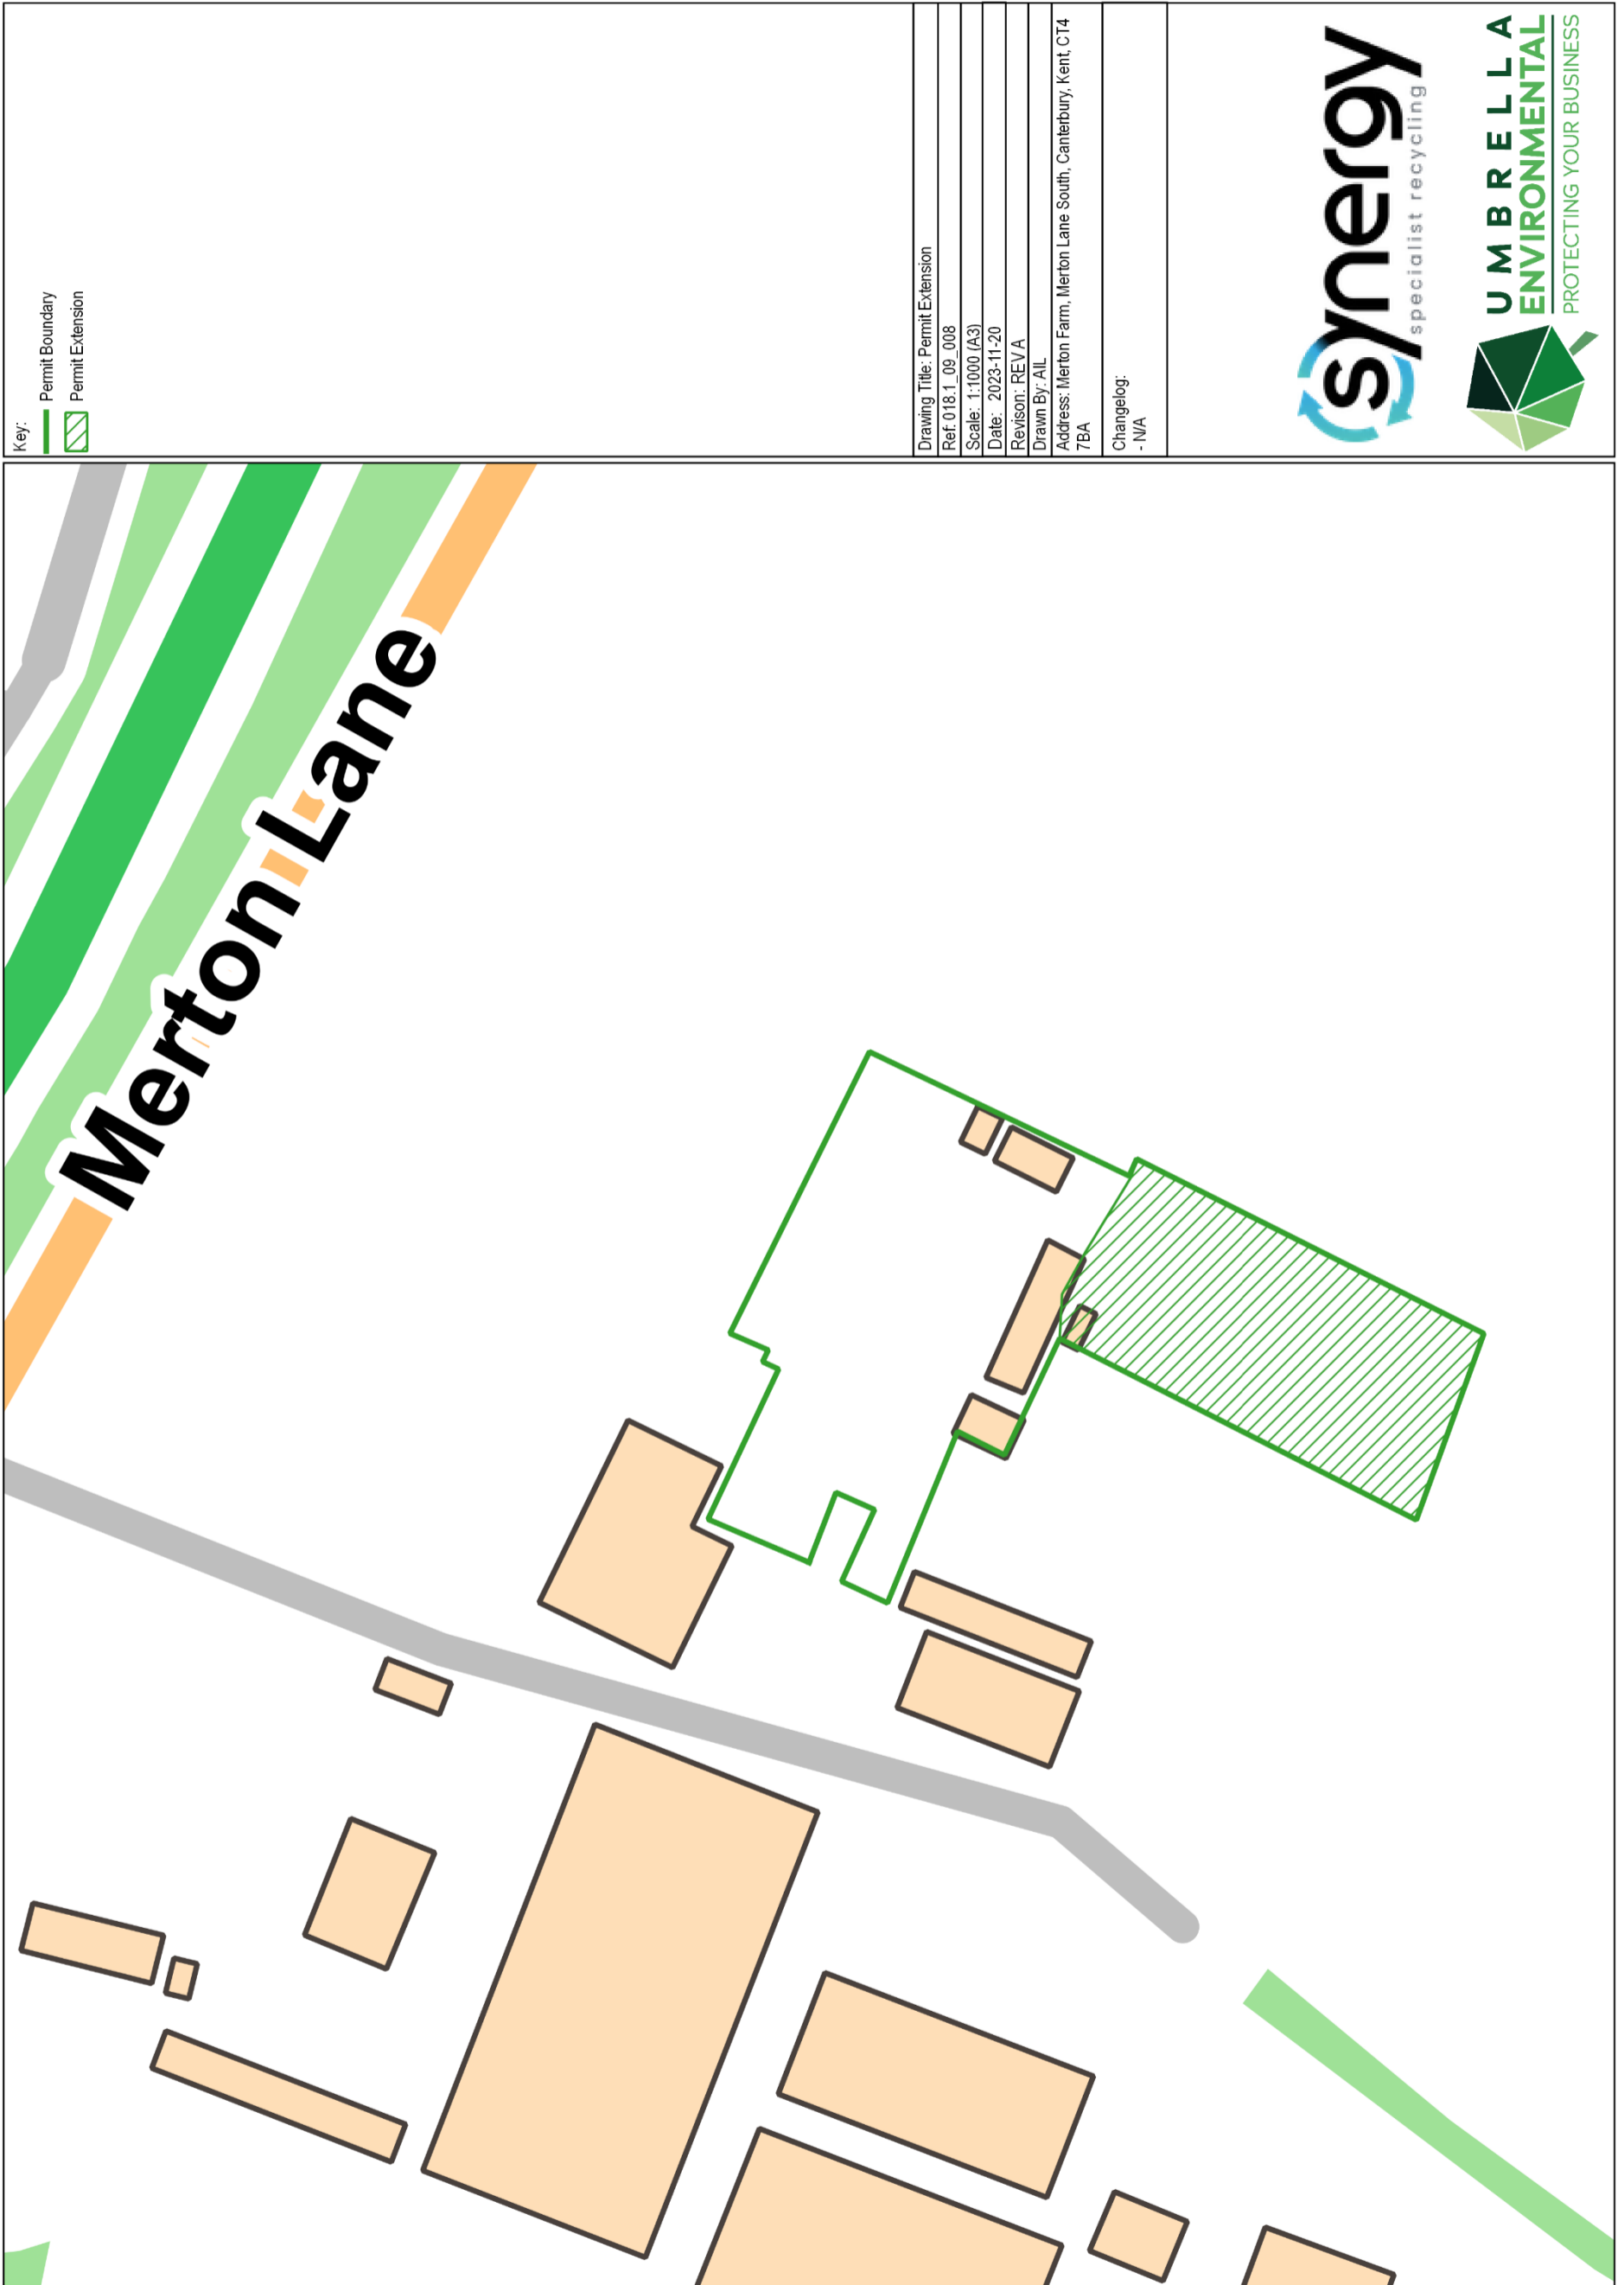 Key:
Permit Boundary
Permit Extension
Drawing Title: Permit Extension
Ref: 018.1_09_008
Scale: 1:1000 (A3)
Date: 2023-11-20
Revison: REV A
Drawn By: AIL
Address: Merton Farm, Merton Lane South, Canterbury, Kent, CT4
7BA
Changelog:
- N/A
synergy
specialist recycling
UMBRELLA
ENVIRONMENTAL
PROTECTING YOUR BUSINESS
Merton Lane